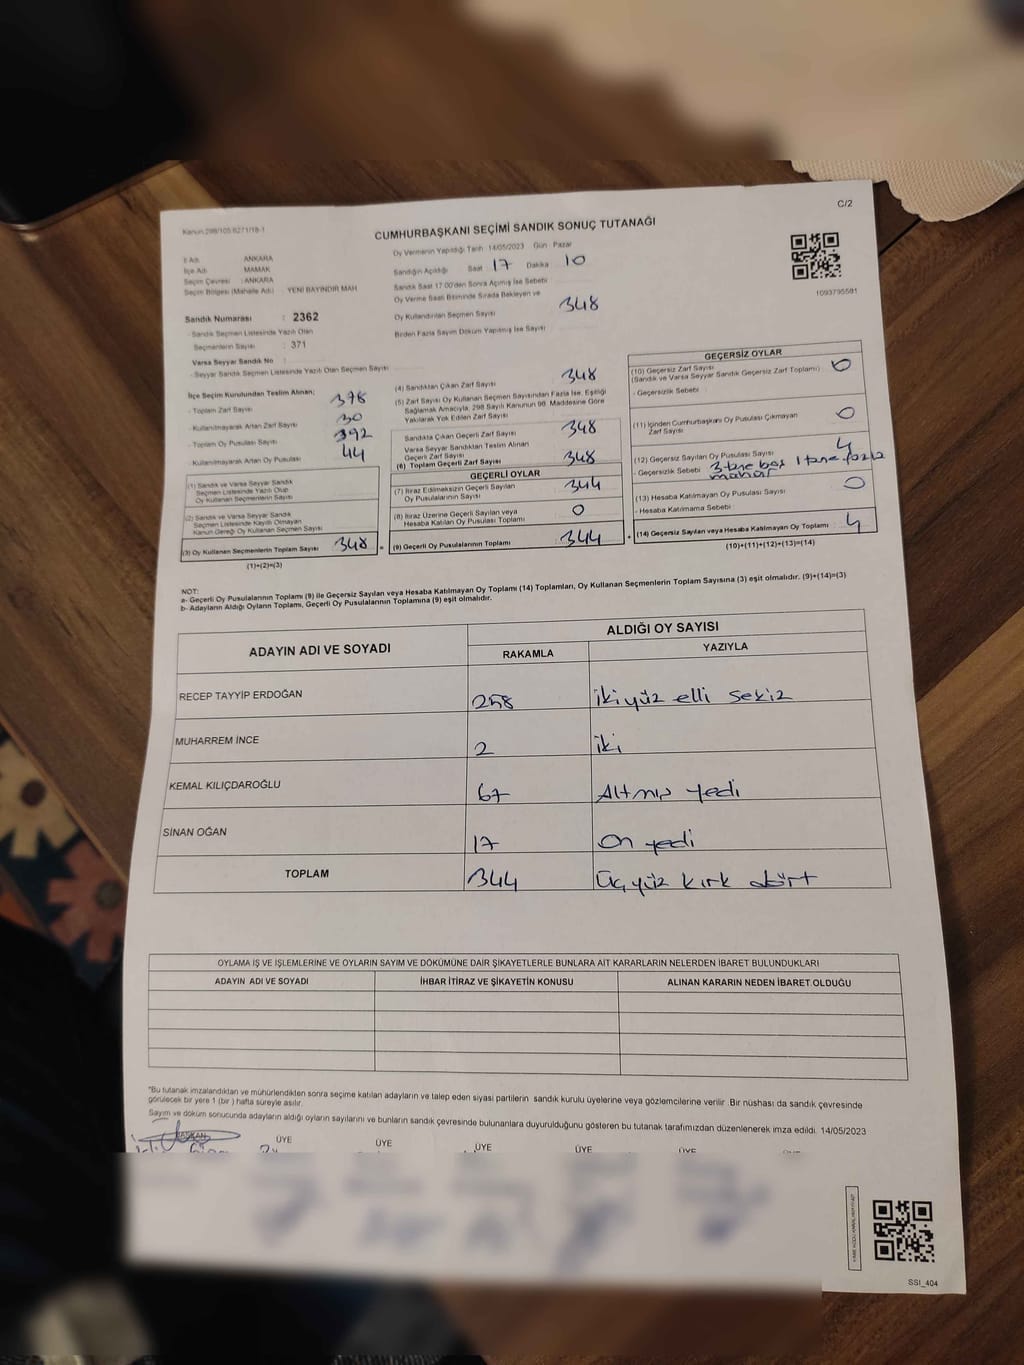 Kanun:298/105 6271/18-1
C/2
CUMHURBAŞKANI SEÇİMİ SANDIK SONUÇ TUTANAĞI
İl Adı : ANKARA
İlçe Adı : MAMAK
Seçim Çevresi : ANKARA
Seçim Bölgesi (Mahalle Adı) : YENİ BAYINDIR MAH
Oy Vermenin Yapıldığı Tarih 14/05/2023 Gün Pazar
Sandığın Açıldığı Saat 17 Dakika 10
Sandık Saat 17.00'den Sonra Açılmış İse Sebebi
Oy Verme Saati Bitiminde Sırada Bekleyen ve
Oy Kullandırılan Seçmen Sayısı 348
Birden Fazla Sayım Döküm Yapılmış İse Sayısı
1093795581
Sandık Numarası : 2362
- Sandık Seçmen Listesinde Yazılı Olan
Seçmenlerin Sayısı : 371
Varsa Seyyar Sandık No :
- Seyyar Sandık Seçmen Listesinde Yazılı Olan Seçmen Sayısı
İlçe Seçim Kurulundan Teslim Alınan;
- Toplam Zarf Sayısı 378
- Kullanılmayarak Artan Zarf Sayısı 30
- Toplam Oy Pusulası Sayısı 392
- Kullanılmayarak Artan Oy Pusulası 44
(1) Sandık ve Varsa Seyyar Sandık
Seçmen Listesinde Yazılı Olup
Oy Kullanan Seçmenlerin Sayısı
(2) Sandık ve Varsa Seyyar Sandık
Seçmen Listesinde Kayıtlı Olmayan
Kanun Gereği Oy Kullanan Seçmen Sayısı
(3) Oy Kullanan Seçmenlerin Toplam Sayısı 348
(1)+(2)=(3)
(4) Sandıktan Çıkan Zarf Sayısı 348
(5) Zarf Sayısı Oy Kullanan Seçmen Sayısından Fazla İse, Eşitliği
Sağlamak Amacıyla, 298 Sayılı Kanunun 98. Maddesine Göre
Yakılarak Yok Edilen Zarf Sayısı
Sandıkta Çıkan Geçerli Zarf Sayısı 348
Varsa Seyyar Sandıktan Teslim Alınan
Geçerli Zarf Sayısı
(6) Toplam Geçerli Zarf Sayısı 348
GEÇERLİ OYLAR
(7) İtiraz Edilmeksizin Geçerli Sayılan
Oy Pusulalarının Sayısı 344
(8) İtiraz Üzerine Geçerli Sayılan veya
Hesaba Katılan Oy Pusulası Toplamı 0
= (9) Geçerli Oy Pusulalarının Toplamı 344
GEÇERSİZ OYLAR
(10) Geçersiz Zarf Sayısı 0
(Sandık ve Varsa Seyyar Sandık Geçersiz Zarf Toplamı)
- Geçersizlik Sebebi
(11) İçinden Cumhurbaşkanı Oy Pusulası Çıkmayan
Zarf Sayısı 0
(12) Geçersiz Sayılan Oy Pusulası Sayısı 4
- Geçersizlik Sebebi 3 tane boş 1 tane fazla
(13) Hesaba Katılmayan Oy Pusulası Sayısı 0
- Hesaba Katılmama Sebebi
+ (14) Geçersiz Sayılan veya Hesaba Katılmayan Oy Toplamı 4
(10)+(11)+(12)+(13)=(14)
NOT:
a- Geçerli Oy Pusulalarının Toplamı (9) ile Geçersiz Sayılan veya Hesaba Katılmayan Oy Toplamı (14) Toplamları, Oy Kullanan Seçmenlerin Toplam Sayısına (3) eşit olmalıdır. (9)+(14)=(3)
b- Adayların Aldığı Oyların Toplamı, Geçerli Oy Pusulalarının Toplamına (9) eşit olmalıdır.
ADAYIN ADI VE SOYADI
ALDIĞI OY SAYISI
RAKAMLA YAZIYLA
RECEP TAYYİP ERDOĞAN 258 ikiyüz elli sekiz
MUHARREM İNCE 2 iki
KEMAL KILIÇDAROĞLU 67 Altmış yedi
SİNAN OĞAN 17 On yedi
TOPLAM 344 Üçyüz kırk dört
OYLAMA İŞ VE İŞLEMLERİNE VE OYLARIN SAYIM VE DÖKÜMÜNE DAİR ŞİKAYETLERLE BUNLARA AİT KARARLARIN NELERDEN İBARET BULUNDUKLARI
ADAYIN ADI VE SOYADI İHBAR İTİRAZ VE ŞİKAYETİN KONUSU ALINAN KARARIN NEDEN İBARET OLDUĞU
*Bu tutanak imzalandıktan ve mühürlendikten sonra seçime katılan adayların ve talep eden siyasi partilerin sandık kurulu üyelerine veya gözlemcilerine verilir. Bir nüshası da sandık çevresinde
görülecek bir yere 1 (bir) hafta süreyle asılır.
Sayım ve döküm sonucunda adayların aldığı oyların sayılarını ve bunların sandık çevresinde bulunanlara duyurulduğunu gösteren bu tutanak tarafımızdan düzenlenerek imza edildi. 14/05/2023
BAŞKAN ÜYE ÜYE ÜYE ÜYE ÜYE
SSI_404